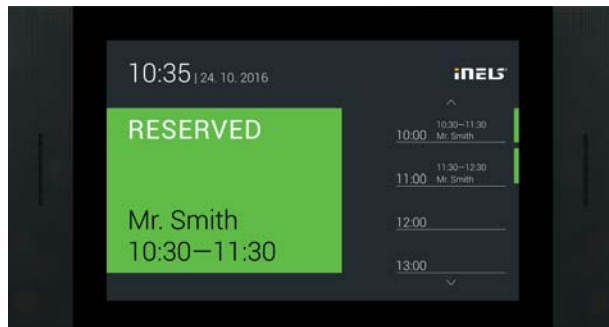 10:35 | 24. 10. 2016
iNELS
RESERVED
Mr. Smith
10:30—11:30
10:00 10:30—11:30
Mr. Smith
11:00 11:30—12:30
Mr. Smith
12:00
13:00